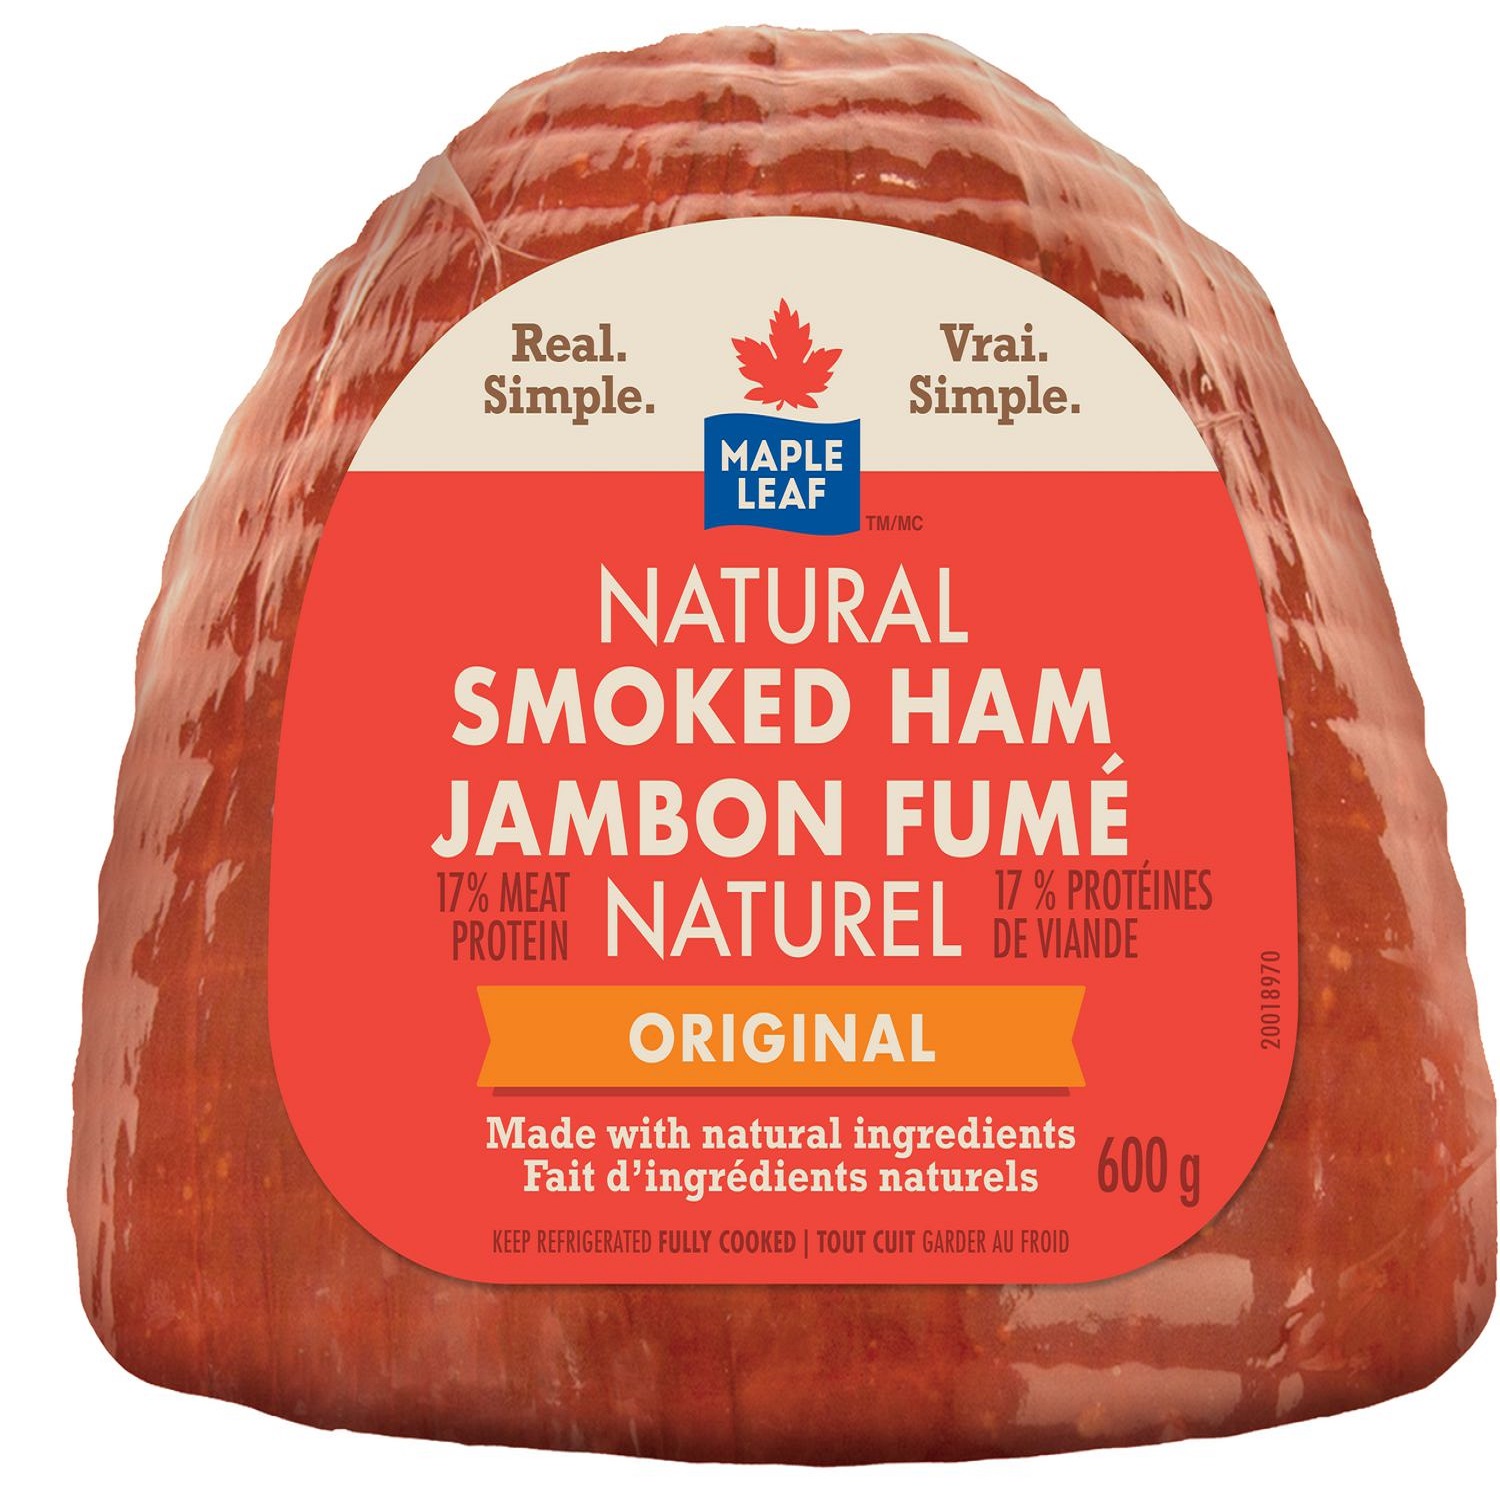 Real.
Simple.
Vrai.
Simple.
MAPLE
LEAF
TM/MC
NATURAL
SMOKED HAM
JAMBON FUMÉ
NATUREL
17% MEAT
PROTEIN
17 % PROTÉINES
DE VIANDE
ORIGINAL
Made with natural ingredients
Fait d'ingrédients naturels
600 g
KEEP REFRIGERATED FULLY COOKED | TOUT CUIT GARDER AU FROID
20018970